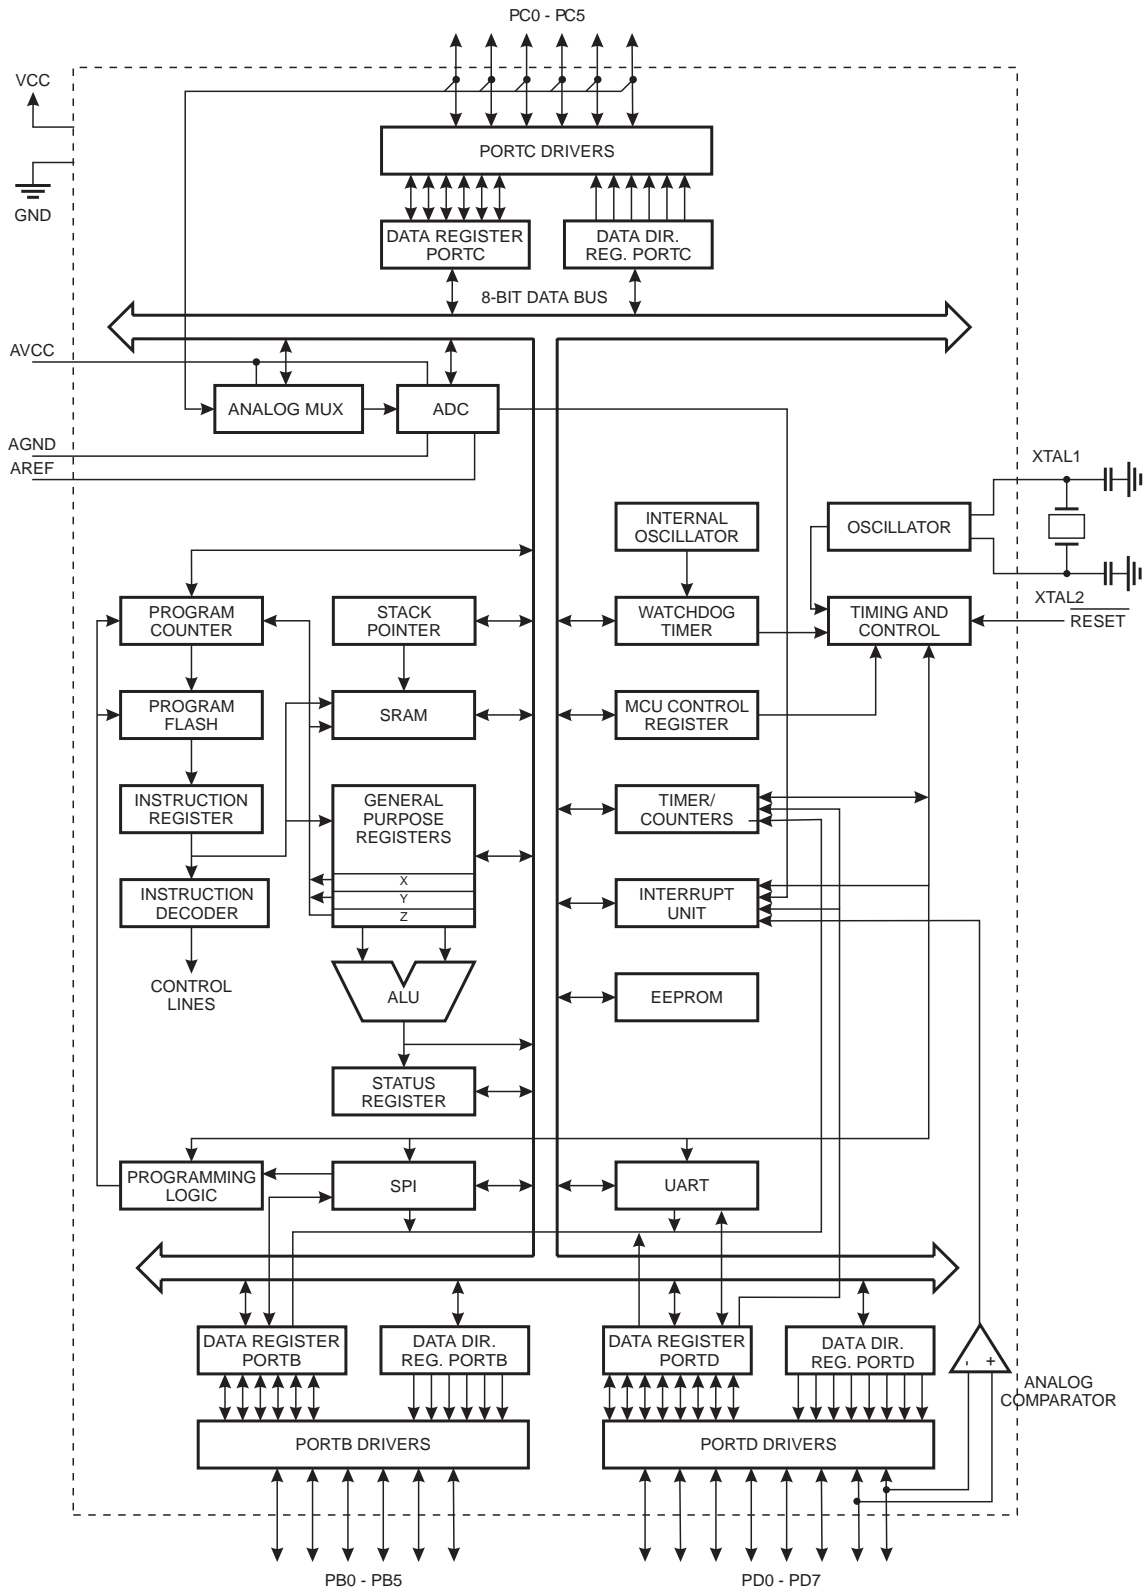 PC0 - PC5
VCC
PORTC DRIVERS
GND
DATA REGISTER
PORTC
DATA DIR.
REG. PORTC
8-BIT DATA BUS
AVCC
ANALOG MUX
ADC
AGND
AREF
XTAL1
INTERNAL
OSCILLATOR
OSCILLATOR
XTAL2
PROGRAM
COUNTER
STACK
POINTER
WATCHDOG
TIMER
TIMING AND
CONTROL
RESET
PROGRAM
FLASH
SRAM
MCU CONTROL
REGISTER
INSTRUCTION
REGISTER
GENERAL
PURPOSE
REGISTERS
X
Y
Z
TIMER/
COUNTERS
INSTRUCTION
DECODER
INTERRUPT
UNIT
CONTROL
LINES
ALU
EEPROM
STATUS
REGISTER
PROGRAMMING
LOGIC
SPI
UART
DATA REGISTER
PORTB
DATA DIR.
REG. PORTB
DATA REGISTER
PORTD
DATA DIR.
REG. PORTD
- +
ANALOG
COMPARATOR
PORTB DRIVERS
PORTD DRIVERS
PB0 - PB5
PD0 - PD7